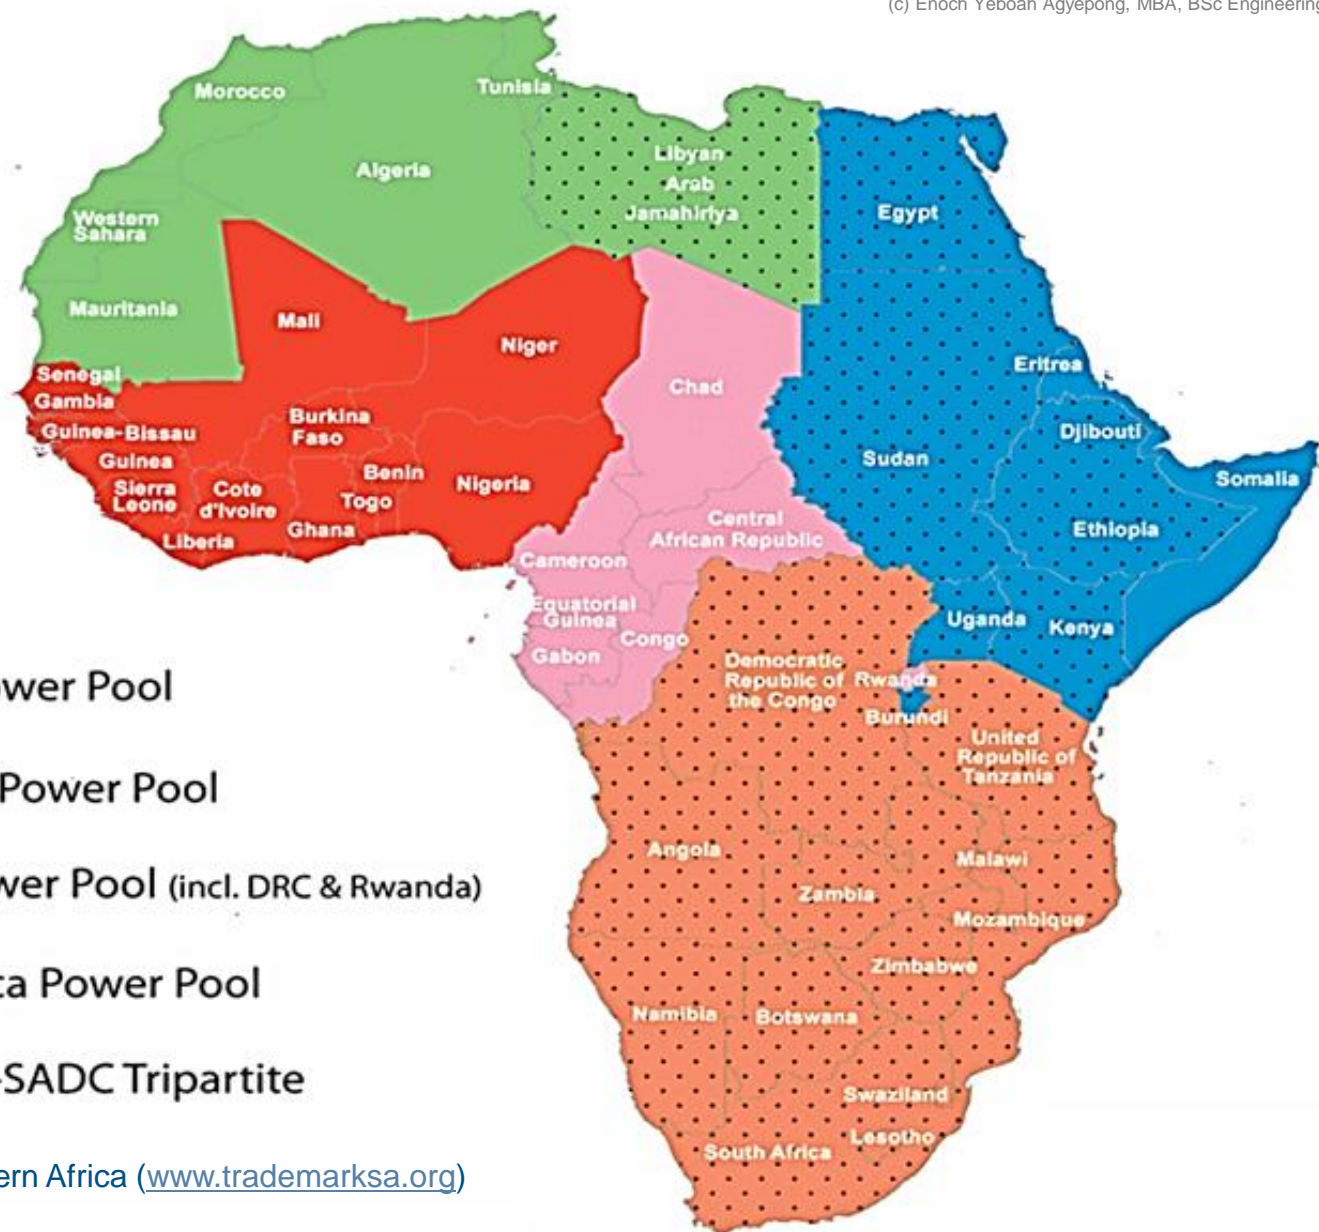 (c) Enoch Yeboah Agyepong, MBA, BSc Engineering
Morocco
Tunisia
Algeria
Libyan
Arab
Jamahiriya
Egypt
Western
Sahara
Mauritania
Mali
Niger
Chad
Eritrea
Senegal
Gambia
Guinea-Bissau
Burkina
Faso
Djibouti
Guinea
Sudan
Sierra
Leone
Cote
d'Ivoire
Benin
Togo
Nigeria
Somalia
Ghana
Liberia
Central
African Republic
Ethiopia
Cameroon
Equatorial
Guinea
Congo
Gabon
Uganda
Kenya
Democratic
Republic of
the Congo
Rwanda
Burundi
United
Republic of
Tanzania
Angola
Malawi
Zambia
Mozambique
Zimbabwe
Namibia
Botswana
Swaziland
Lesotho
South Africa
Power Pool
Power Pool
Pool (incl. DRC & Rwanda)
Power Pool
-SADC Tripartite
Africa (www.trademarksa.org)